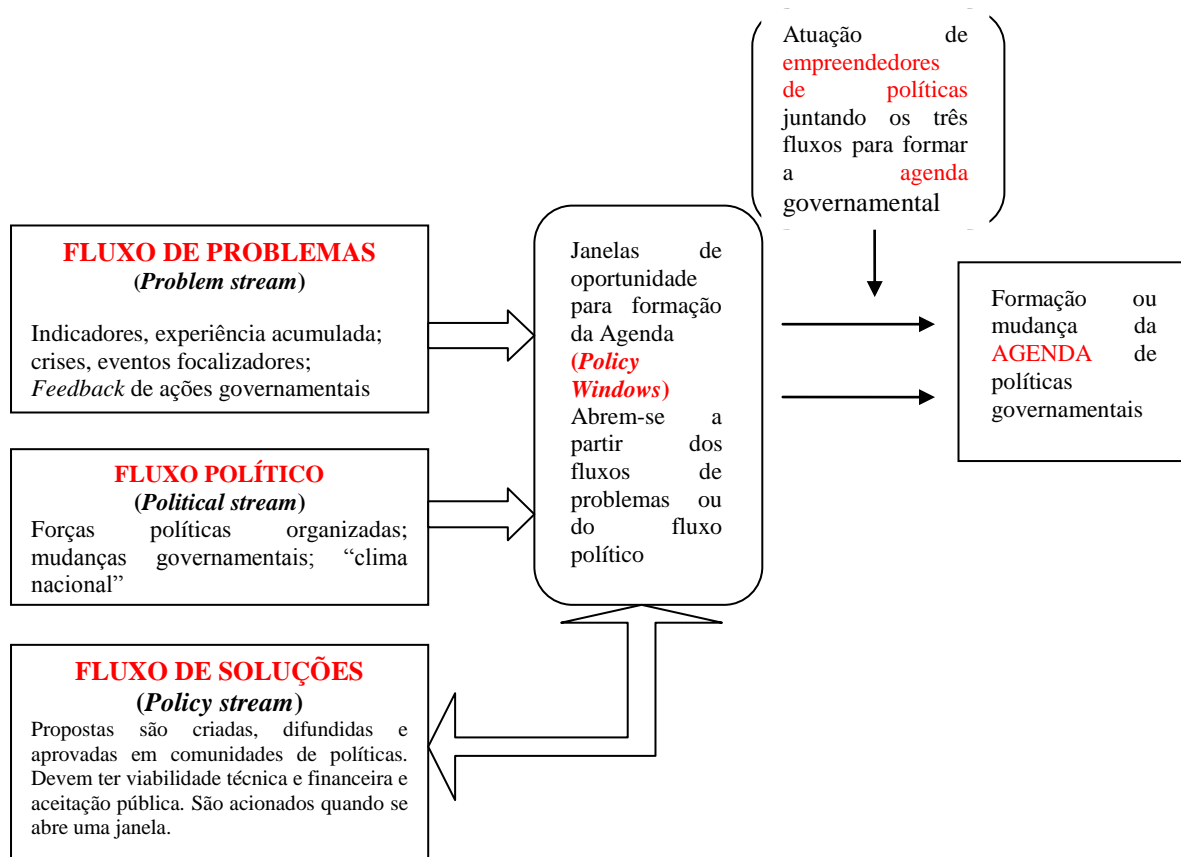 Atuação de
empreendedores
de políticas
juntando os três
fluxos para formar
a agenda
governamental
FLUXO DE PROBLEMAS
(Problem stream)
Indicadores, experiência acumulada;
crises, eventos focalizadores;
Feedback de ações governamentais
FLUXO POLÍTICO
(Political stream)
Forças políticas organizadas;
mudanças governamentais; “clima
nacional”
FLUXO DE SOLUÇÕES
(Policy stream)
Propostas são criadas, difundidas e
aprovadas em comunidades de políticas.
Devem ter viabilidade técnica e financeira e
aceitação pública. São acionados quando se
abre uma janela.
Janelas de
oportunidade
para formação
da Agenda
(Policy
Windows)
Abrem-se a
partir dos
fluxos de
problemas ou
do fluxo
político
Formação ou
mudança da
AGENDA de
políticas
governamentais